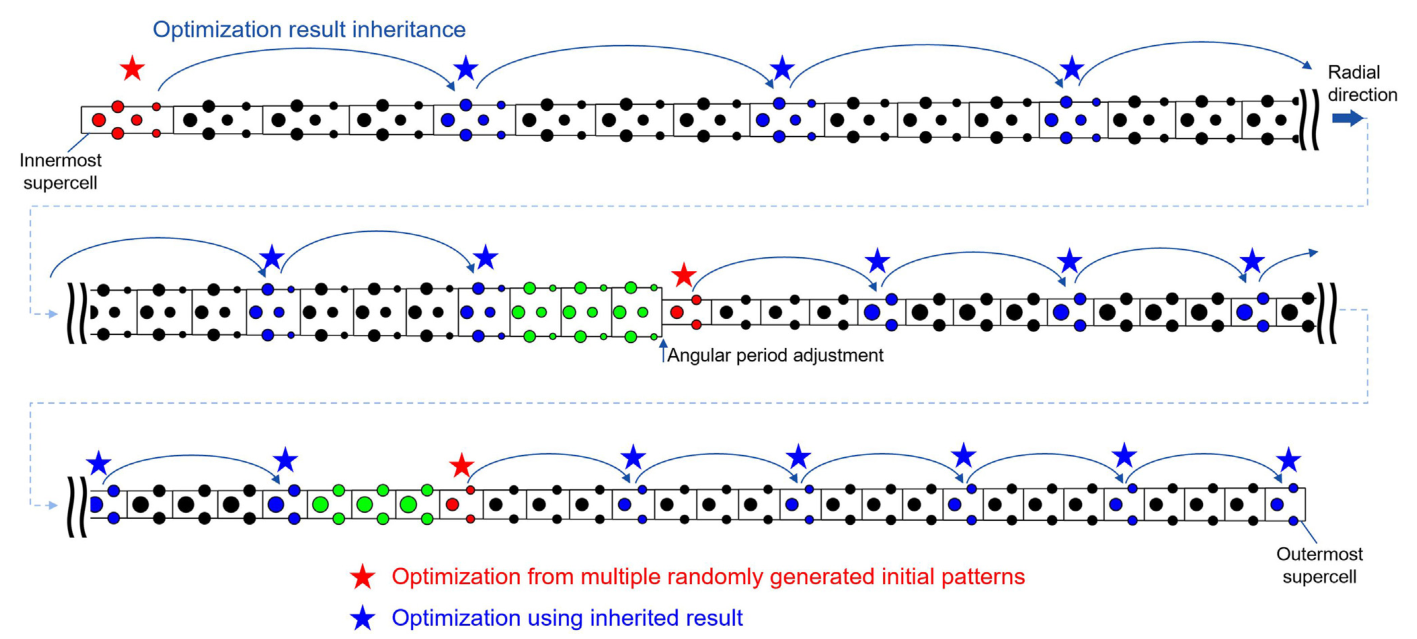 Optimization result inheritance
Radial
direction
Innermost
supercell
Angular period adjustment
Outermost
supercell
Optimization from multiple randomly generated initial patterns
Optimization using inherited result